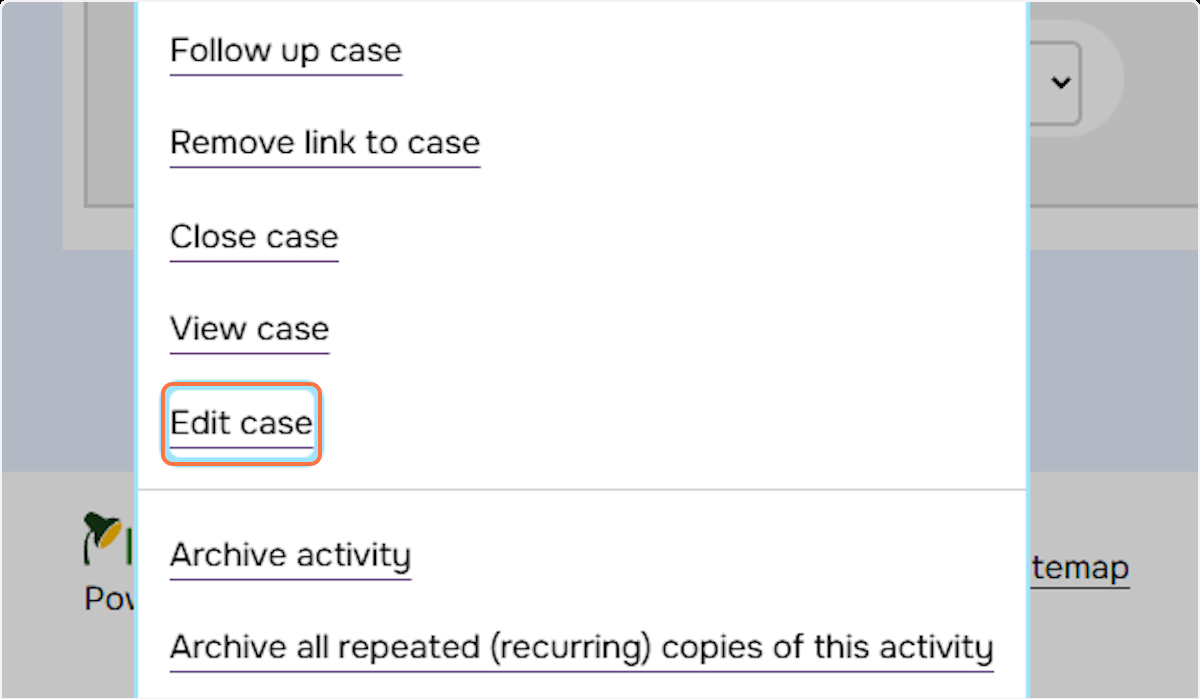 Follow up case
Remove link to case
Close case
View case
Edit case
Archive activity
temap
Archive all repeated (recurring) copies of this activity